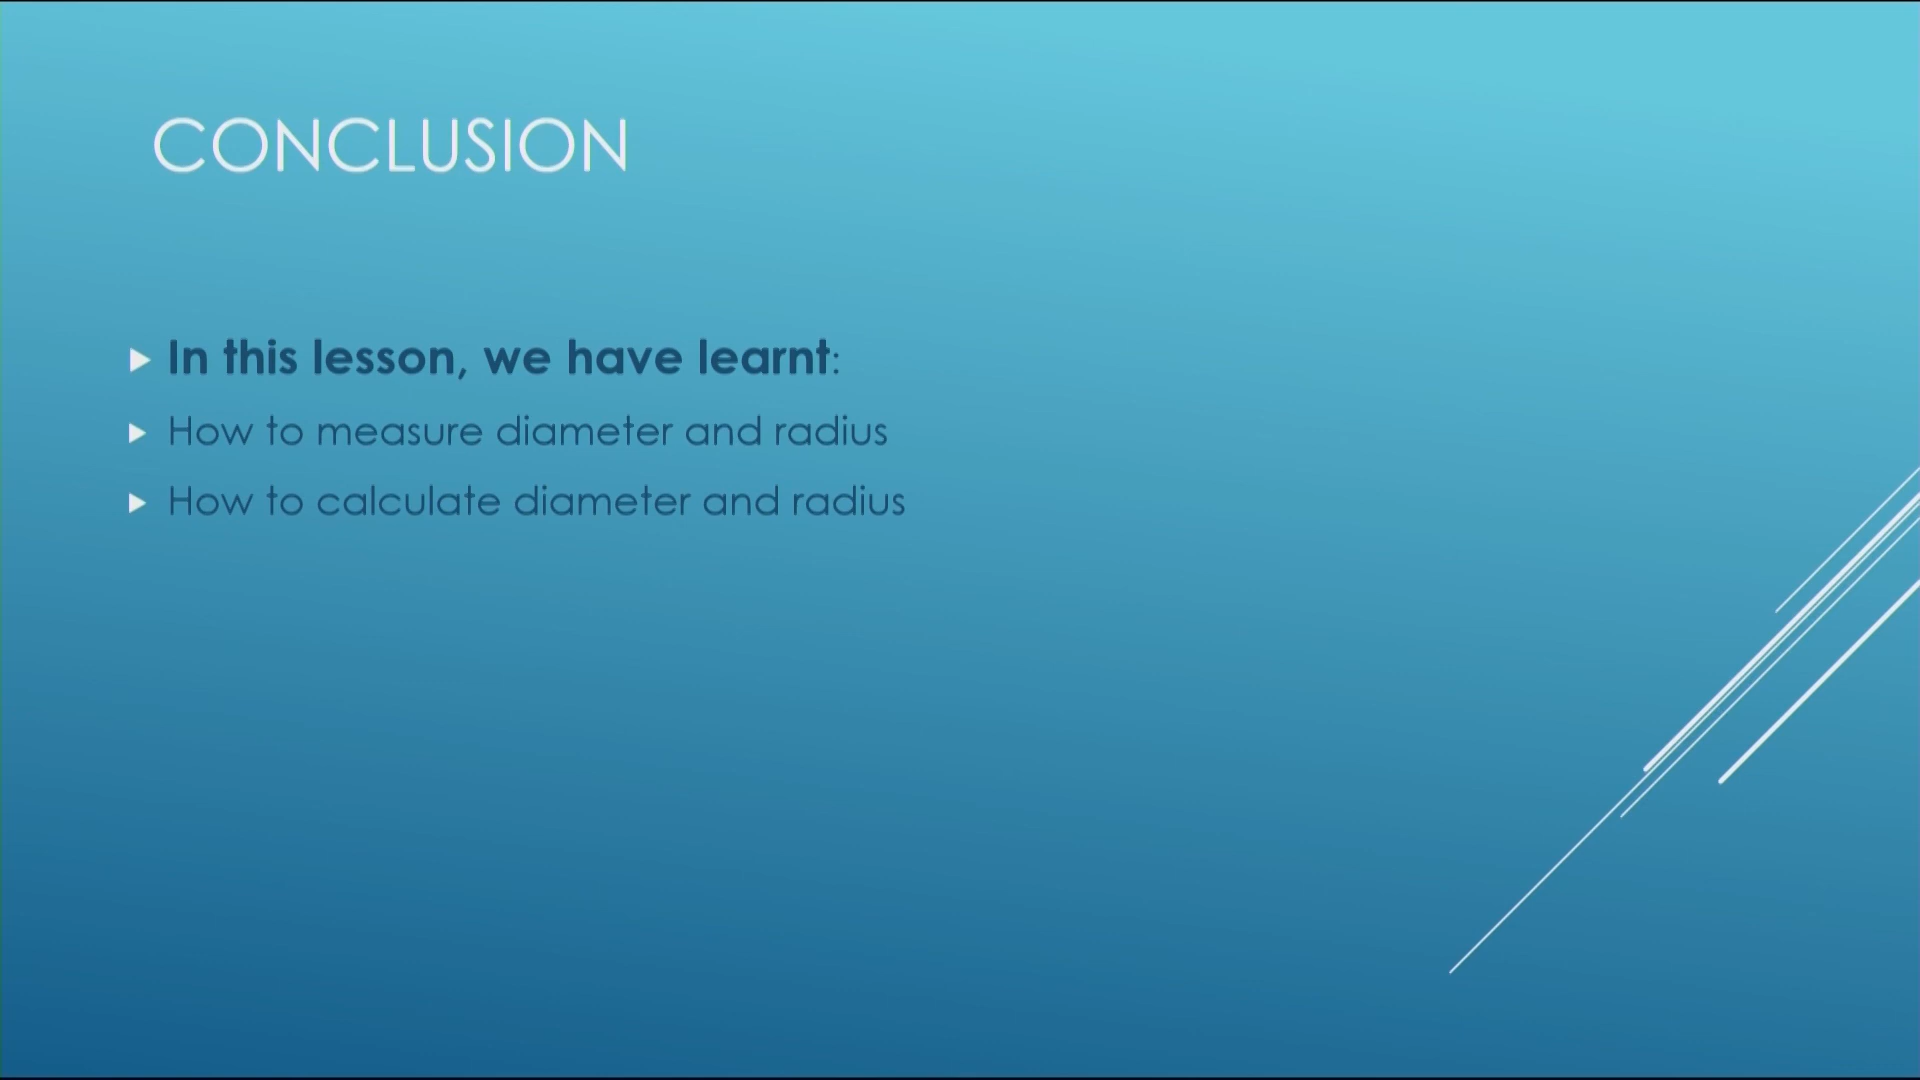 CONCLUSION
In this lesson, we have learnt:
How to measure diameter and radius
How to calculate diameter and radius